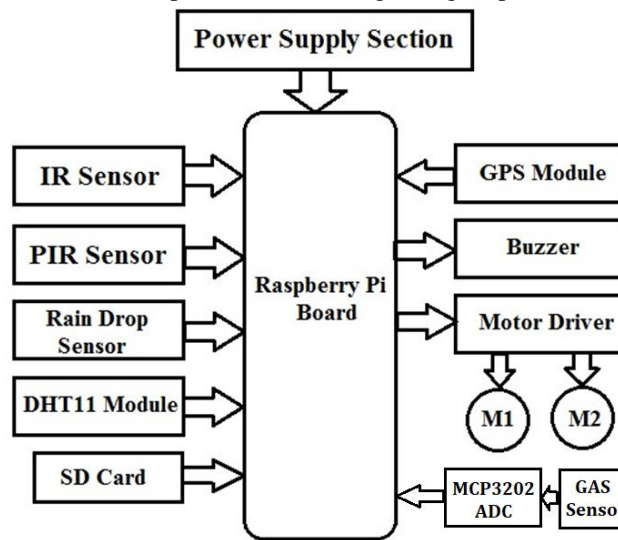 Power Supply Section
IR Sensor
PIR Sensor
Rain Drop
Sensor
DHT11 Module
SD Card
Raspberry Pi
Board
GPS Module
Buzzer
Motor Driver
M1
M2
MCP3202
ADC
GAS
Senso